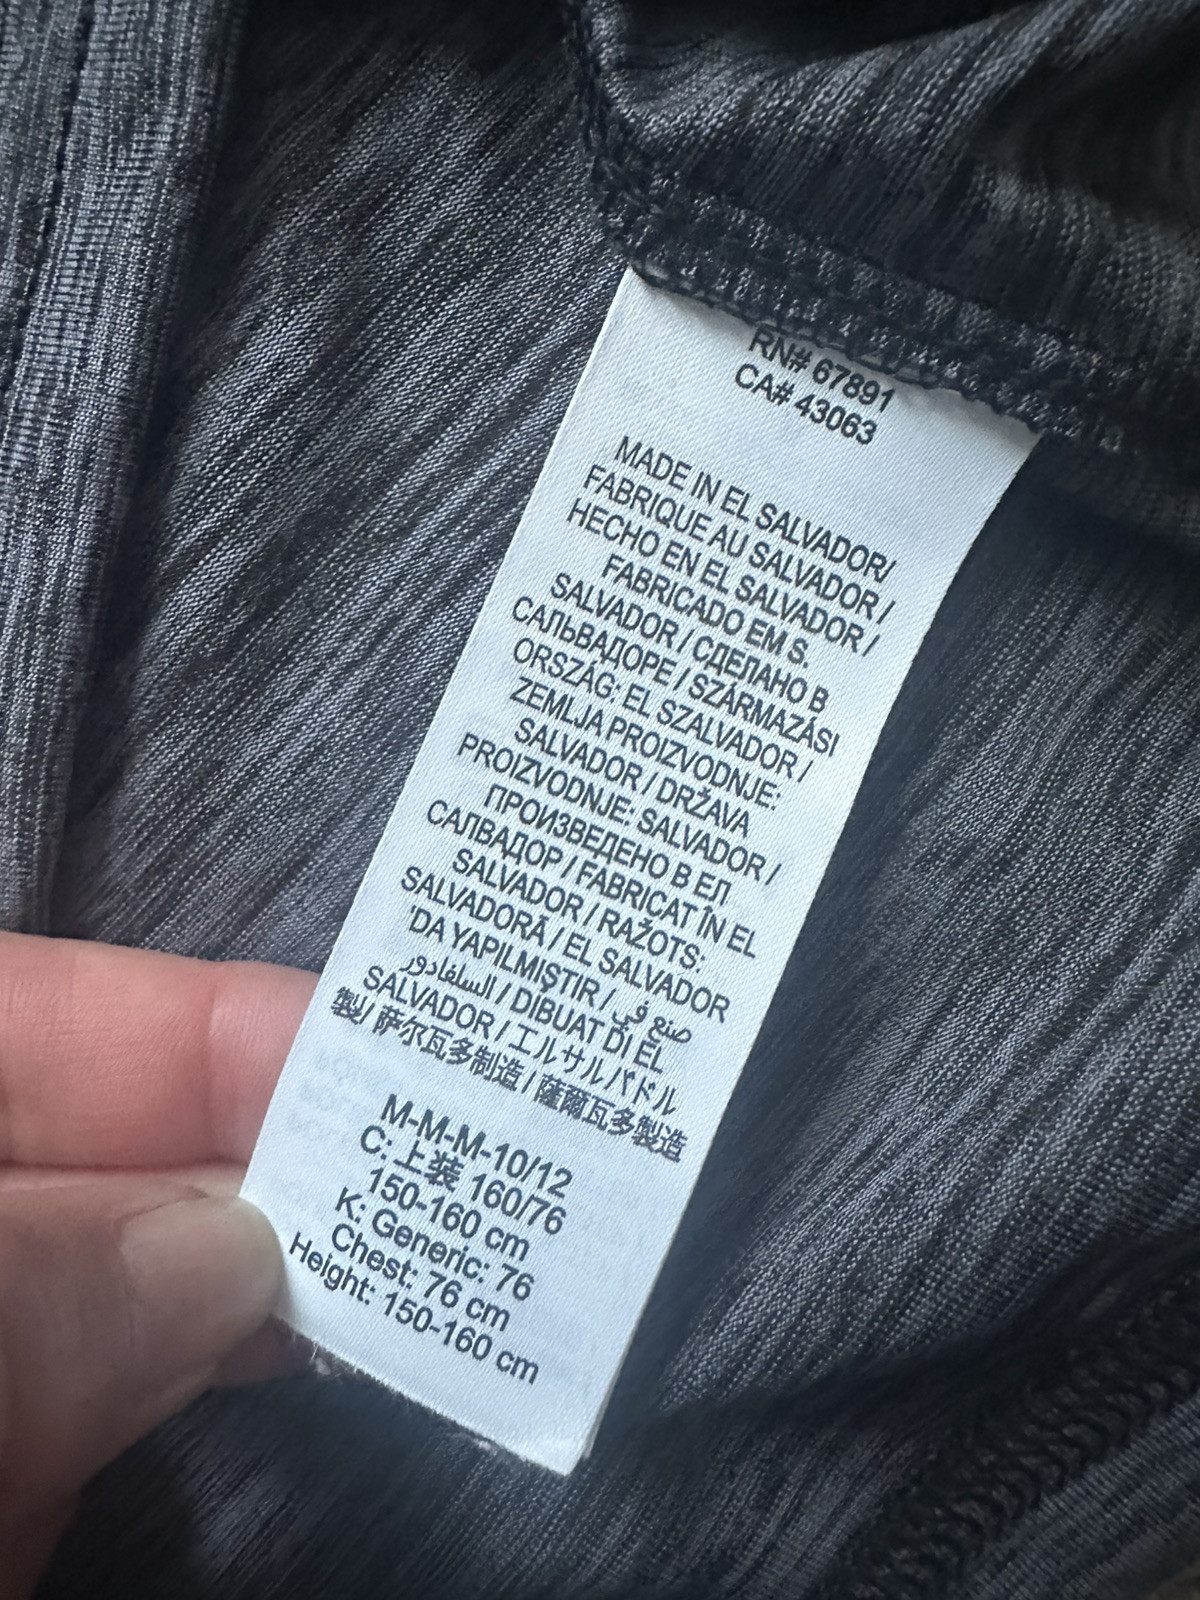 RN# 67891
CA# 43063
MADE IN EL SALVADOR/
FABRIQUE AU SALVADOR /
HECHO EN EL SALVADOR /
FABRICADO EM S.
SALVADOR / СДЕЛАНО В
САЛЬВАДОРЕ / SZÁRMAZÁSI
ORSZÁG: EL SZALVADOR /
ZEMLJA PROIZVODNJE:
SALVADOR / DRŽAVA
PROIZVODNJE: SALVADOR /
ПРОИЗВЕДЕНО В ЕЛ
САЛВАДОР / FABRICAT ÎN EL
SALVADOR / RAŽOTS:
SALVADORĀ / EL SALVADOR
'DA YAPILMIŞTIR / صنع في
السلفادور / DIBUAT DI EL
SALVADOR / エルサルバドル
製/ 萨尔瓦多制造 / 薩爾瓦多製造
M-M-M-10/12
C: 上装 160/76
150-160 cm
K: Generic: 76
Chest: 76 cm
Height: 150-160 cm